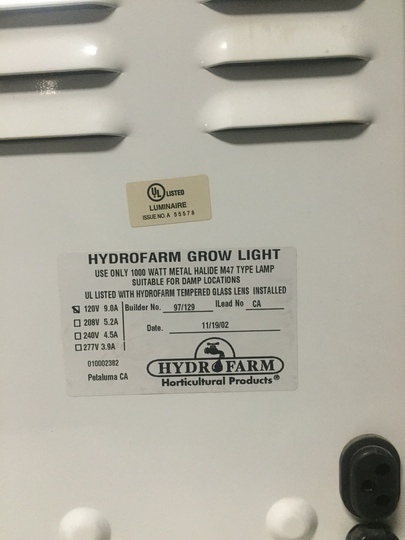 UL LISTED
LUMINAIRE
ISSUE NO. A 55576
HYDROFARM GROW LIGHT
USE ONLY 1000 WATT METAL HALIDE M47 TYPE LAMP
SUITABLE FOR DAMP LOCATIONS
UL LISTED WITH HYDROFARM TEMPERED GLASS LENS INSTALLED
120V 9.0A Builder No. 97/129 ILead No CA
208V 5.2A
240V 4.5A Date. 11/19/02
277V 3.9A
010002382
Petaluma CA
HYDROFARM
Horticultural Products®